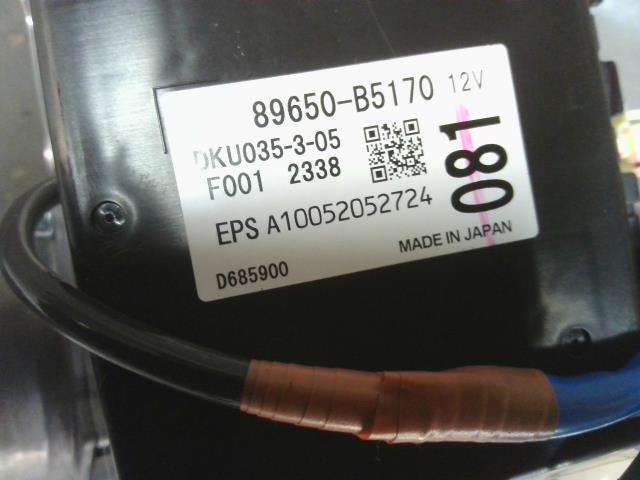 89650-B5170 12V
DKU035-3-05
F001 2338
081
EPS A10052052724
MADE IN JAPAN
D685900